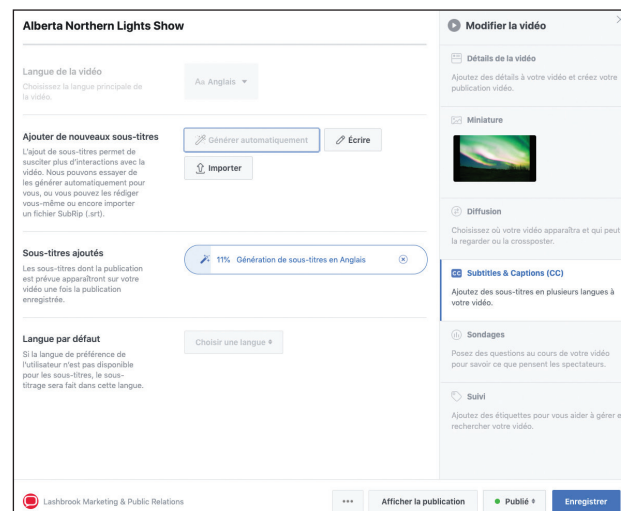 Alberta Northern Lights Show
Langue de la vidéo
Choisissez la langue principale de
la vidéo.
Aa Anglais
Ajouter de nouveaux sous-titres
L'ajout de sous-titres permet de
susciter plus d'interactions avec la
vidéo. Nous pouvons essayer de
les générer automatiquement pour
vous, ou vous pouvez les rédiger
vous-même ou encore importer
un fichier SubRip (.srt).
Générer automatiquement
Écrire
Importer
Sous-titres ajoutés
Les sous-titres dont la publication
est prévue apparaîtront sur votre
vidéo une fois la publication
enregistrée.
11% Génération de sous-titres en Anglais
Langue par défaut
Si la langue de préférence de
l'utilisateur n'est pas disponible
pour les sous-titres, le sous-
titrage sera fait dans cette langue.
Choisir une langue
Modifier la vidéo
Détails de la vidéo
Ajoutez des détails à votre vidéo et créez votre
publication vidéo.
Miniature
Diffusion
Choisissez où votre vidéo apparaîtra et qui peut
la regarder ou la crossposter.
CC Subtitles & Captions (CC)
Ajoutez des sous-titres en plusieurs langues à
votre vidéo.
Sondages
Posez des questions au cours de votre vidéo
pour savoir ce que pensent les spectateurs.
Suivi
Ajoutez des étiquettes pour vous aider à gérer e
rechercher votre vidéo.
Lashbrook Marketing & Public Relations
•••
Afficher la publication
Publié
Enregistrer